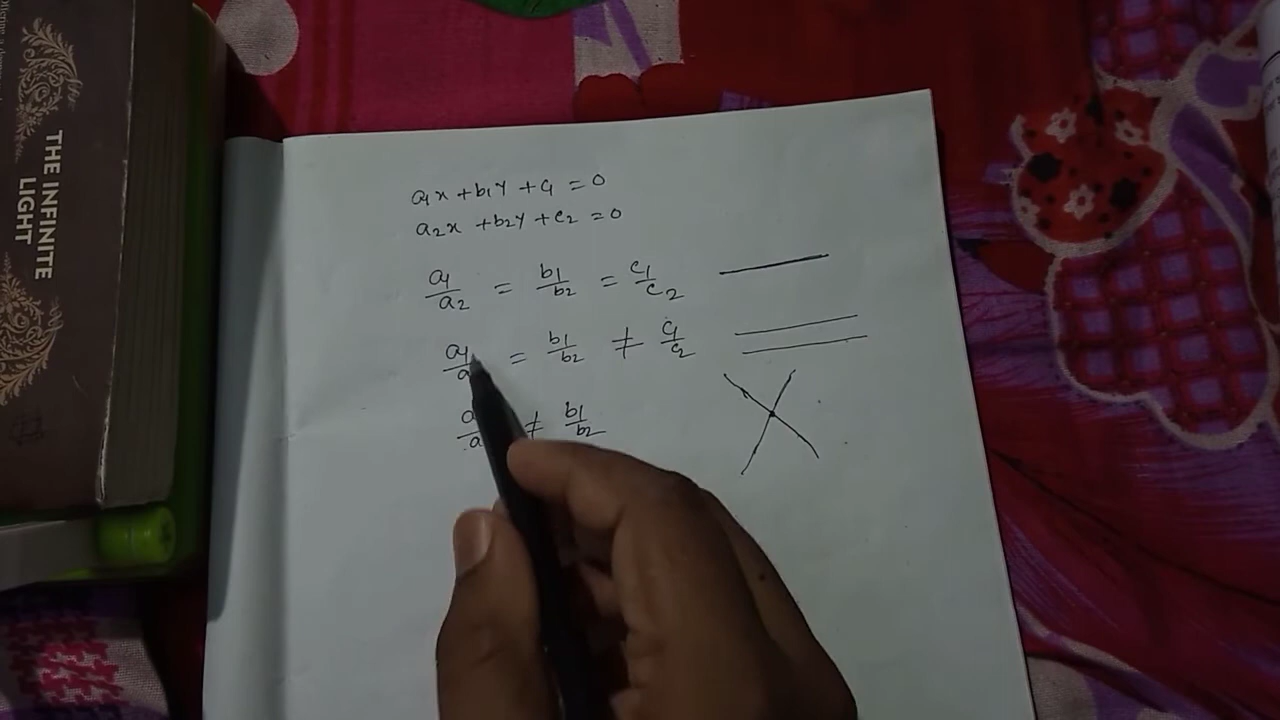 THE INFINITE
LIGHT
a1x + b1y + c1 = 0
a2x + b2y + c2 = 0
a1/a2 = b1/b2 = c1/c2
a1/a = b1/b2 ≠ c1/c2
a/a ≠ b1/b2